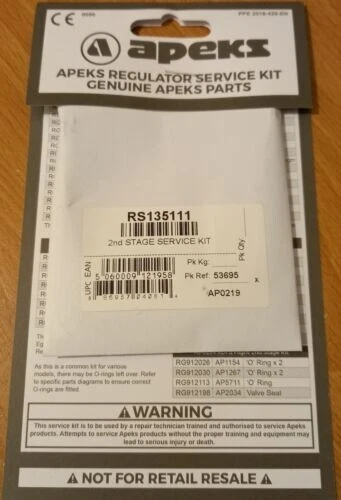 CE 0098 PPE 2016-425-EN
apeks
APEKS REGULATOR SERVICE KIT
GENUINE APEKS PARTS
RS135111
2nd STAGE SERVICE KIT
UPC EAN
5 060009 121958
Pk Kg:
Pk Qty
Pk Ref: 53695 x
AP0219
As this is a common kit for various
models, there may be O-rings left over. Refer
to specific parts diagrams to ensure correct
O-rings are fitted.
RG912026 AP1154 'O' Ring x 2
RG912030 AP1267 'O' Ring x 2
RG912113 AP5711 'O' Ring
RG912198 AP2034 Valve Seal
WARNING
This service kit is to be used by a repair technician trained and authorised to service Apeks
products. Attempts to service Apeks products without the proper training and equipment may
lead to serious injury or death.
NOT FOR RETAIL RESALE